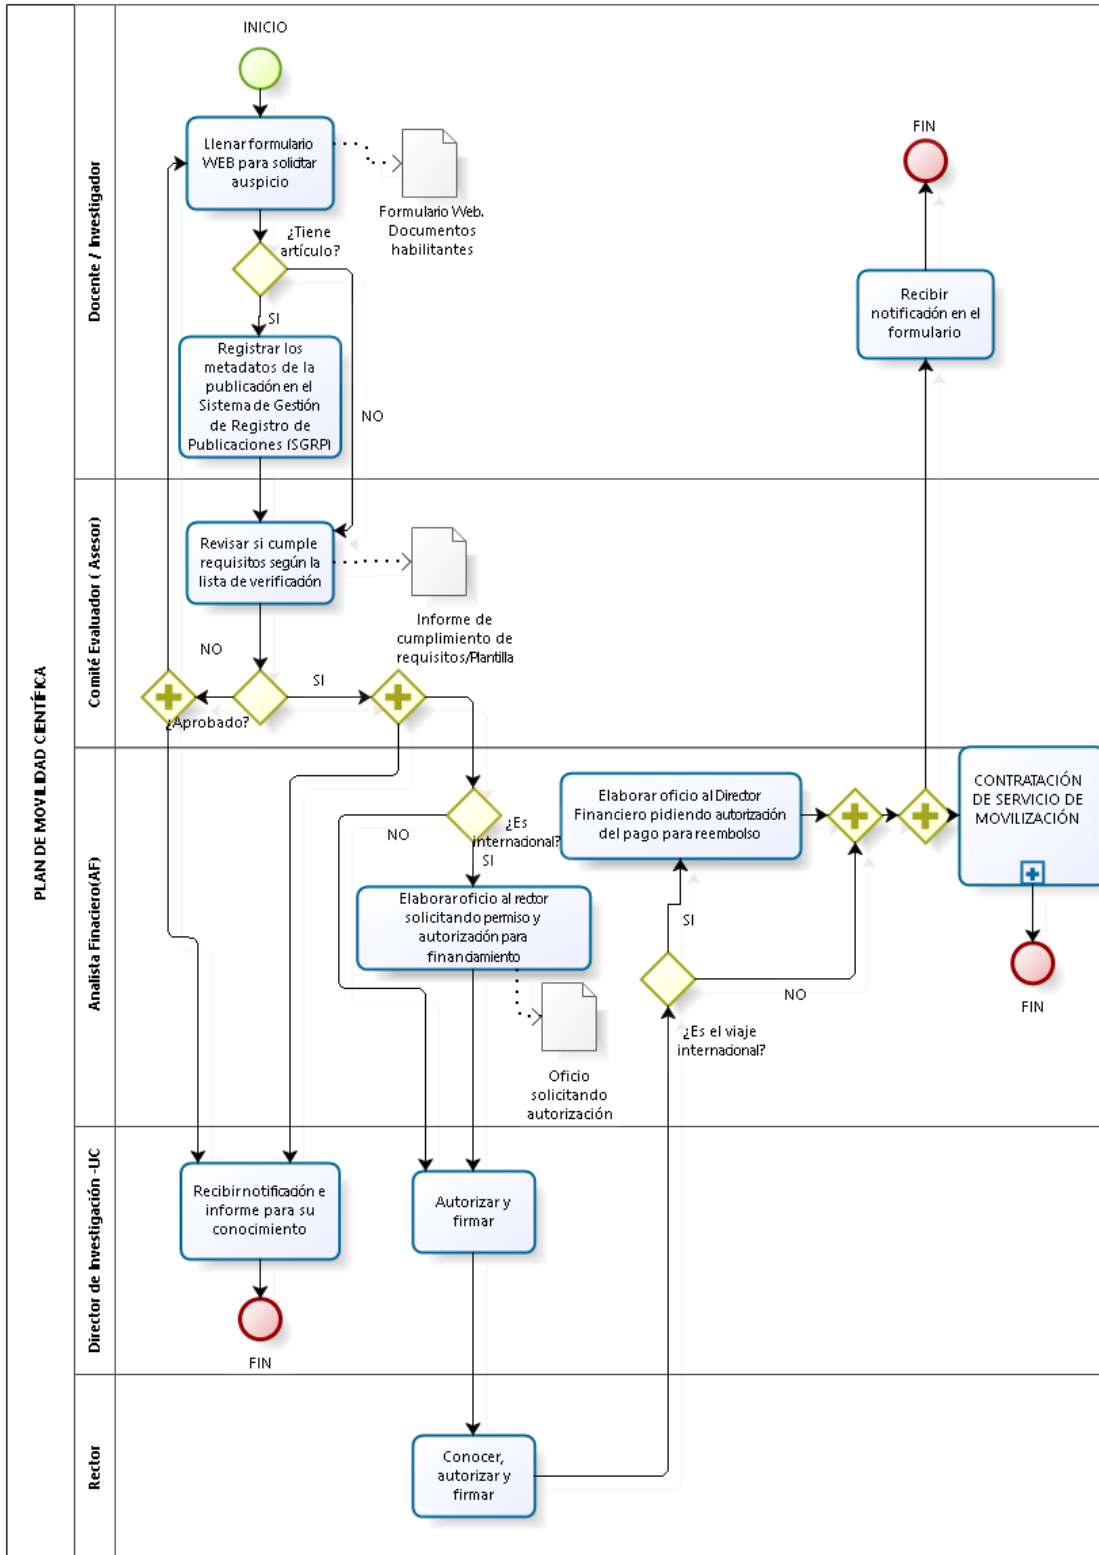 PLAN DE MOVILIDAD CIENTÍFICA
Docente / Investigador
INICIO
Llenar formulario
WEB para solicitar
auspicio
Formulario Web.
Documentos
habilitantes
¿Tiene
artículo?
SI
NO
Registrar los
metadatos de la
publicación en el
Sistema de Gestión
de Registro de
Publicaciones (SGRP)
FIN
Recibir
notificación en el
formulario
Comité Evaluador ( Asesor)
Revisar si cumple
requisitos según la
lista de verificación
Informe de
cumplimiento de
requisitos/Plantilla
NO
SI
¿Aprobado?
Analista Finaciero(AF)
¿Es
internacional?
NO
SI
Elaborar oficio al rector
solicitando permiso y
autorización para
financiamiento
Oficio
solicitando
autorización
Elaborar oficio al Director
Financiero pidiendo autorización
del pago para reembolso
SI
NO
¿Es el viaje
internacional?
CONTRATACIÓN
DE SERVICIO DE
MOVILIZACIÓN
FIN
Director de Investigación -UC
Recibir notificación e
informe para su
conocimiento
FIN
Autorizar y
firmar
Rector
Conocer,
autorizar y
firmar